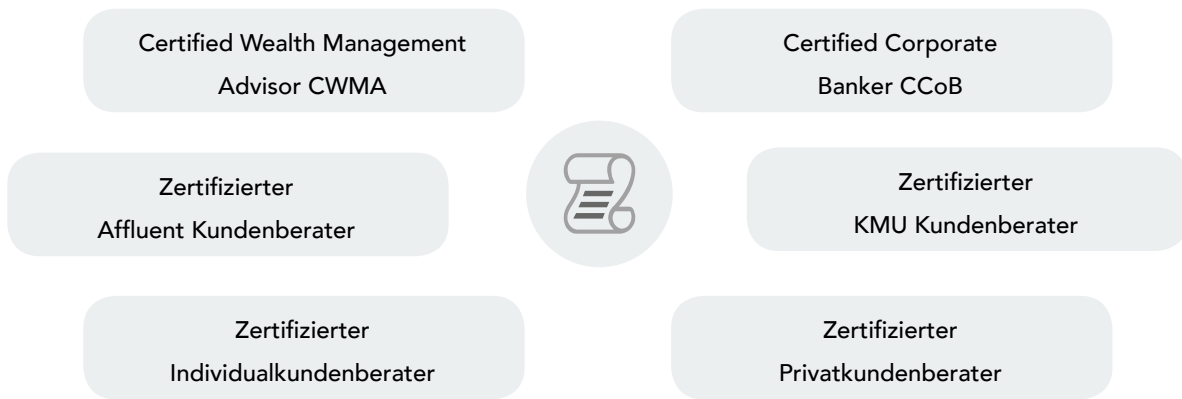 Certified Wealth Management
Advisor CWMA
Certified Corporate
Banker CCoB
Zertifizierter
Affluent Kundenberater
Zertifizierter
KMU Kundenberater
Zertifizierter
Individualkundenberater
Zertifizierter
Privatkundenberater